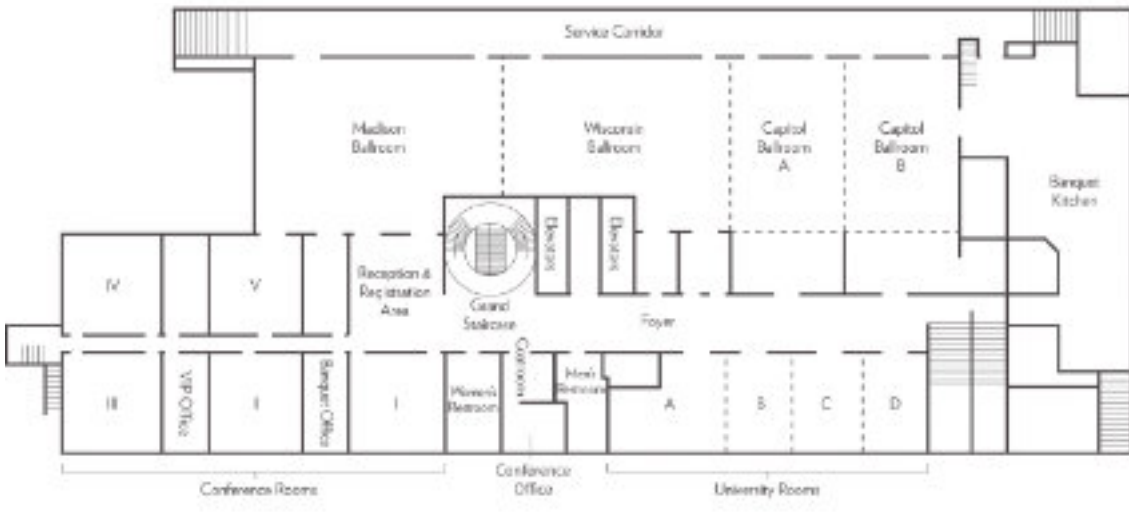 Service Corridor
Madison
Ballroom
Wisconsin
Ballroom
Capitol
Ballroom
A
Capitol
Ballroom
B
Banquet
Kitchen
Elevators
Elevators
IV
V
Reception &
Registration
Area
Grand
Staircase
Foyer
III
VIP Office
II
Banquet Office
I
Women's
Restroom
Coatroom
Men's
Restroom
A
B
C
D
Conference Rooms
Conference
Office
University Rooms